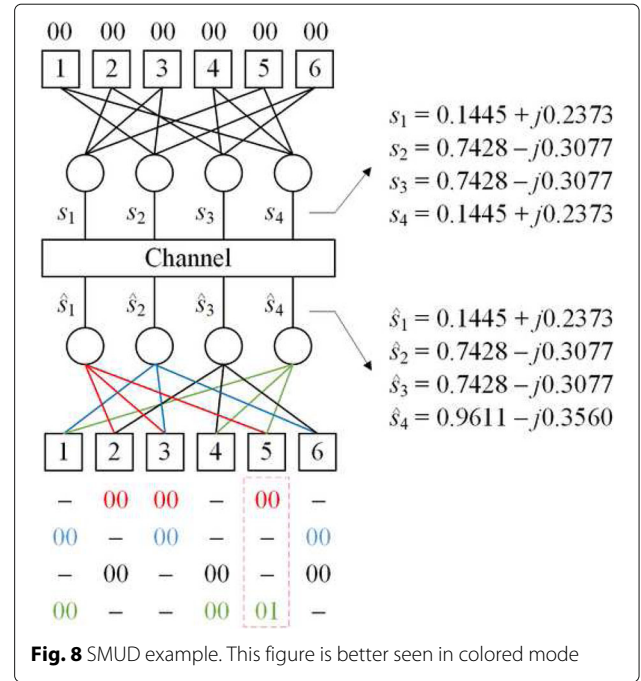 00 00 00 00 00 00
1 2 3 4 5 6
s₁ = 0.1445 + j0.2373
s₂ = 0.7428 – j0.3077
s₃ = 0.7428 – j0.3077
s₄ = 0.1445 + j0.2373
s₁ s₂ s₃ s₄
Channel
ŝ₁ ŝ₂ ŝ₃ ŝ₄
ŝ₁ = 0.1445 + j0.2373
ŝ₂ = 0.7428 – j0.3077
ŝ₃ = 0.7428 – j0.3077
ŝ₄ = 0.9611 – j0.3560
1 2 3 4 5 6
– 00 00 – 00 –
00 – 00 – – 00
– 00 – 00 – 00
00 – – 00 01 –
Fig. 8 SMUD example. This figure is better seen in colored mode